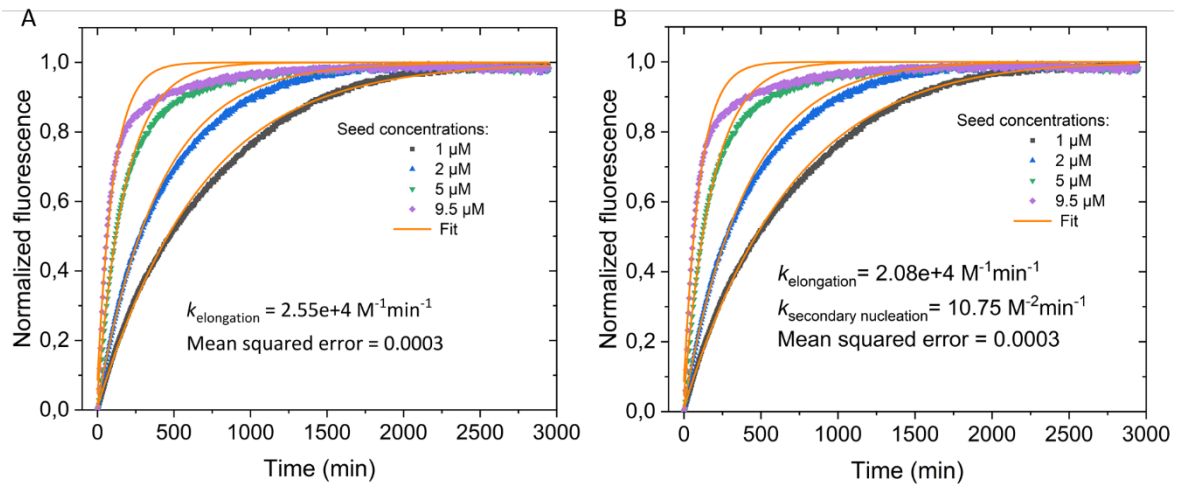 A
Normalized fluorescence
1,0
0,8
0,6
0,4
0,2
0,0
Seed concentrations:
1 µM
2 µM
5 µM
9.5 µM
Fit
k elongation = 2.55e+4 M⁻¹min⁻¹
Mean squared error = 0.0003
0 500 1000 1500 2000 2500 3000
Time (min)
B
Normalized fluorescence
1,0
0,8
0,6
0,4
0,2
0,0
Seed concentrations:
1 µM
2 µM
5 µM
9.5 µM
Fit
k elongation= 2.08e+4 M⁻¹min⁻¹
k secondary nucleation= 10.75 M⁻²min⁻¹
Mean squared error = 0.0003
0 500 1000 1500 2000 2500 3000
Time (min)